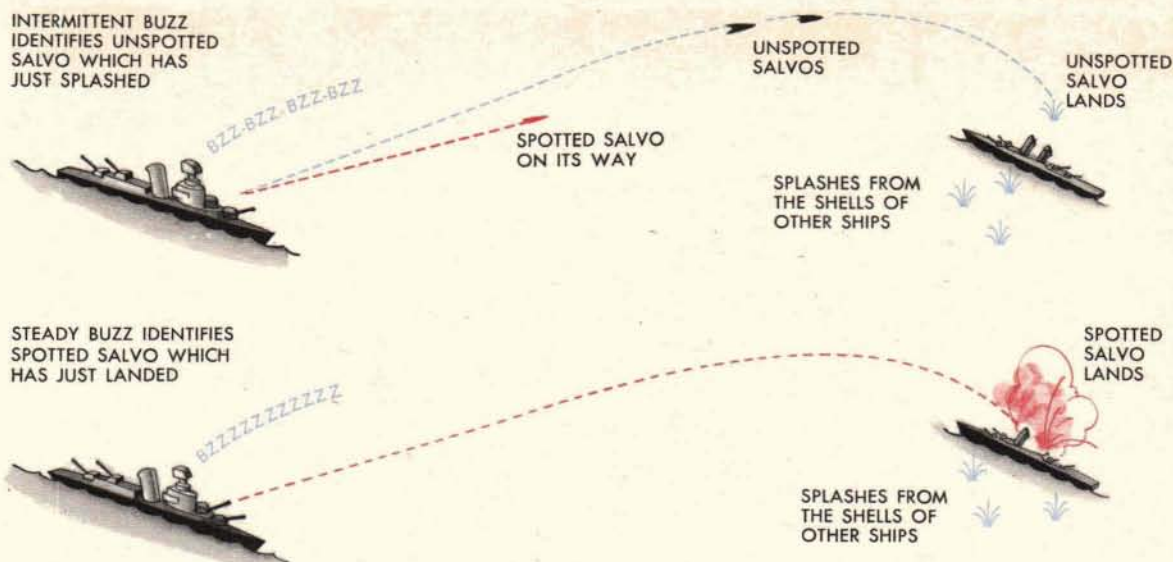 INTERMITTENT BUZZ
IDENTIFIES UNSPOTTED
SALVO WHICH HAS
JUST SPLASHED
BZZ-BZZ-BZZ-BZZ
UNSPOTTED
SALVOS
UNSPOTTED
SALVO
LANDS
SPOTTED SALVO
ON ITS WAY
SPLASHES FROM
THE SHELLS OF
OTHER SHIPS
STEADY BUZZ IDENTIFIES
SPOTTED SALVO WHICH
HAS JUST LANDED
BZZZZZZZZZZZZ
SPOTTED
SALVO
LANDS
SPLASHES FROM
THE SHELLS OF
OTHER SHIPS